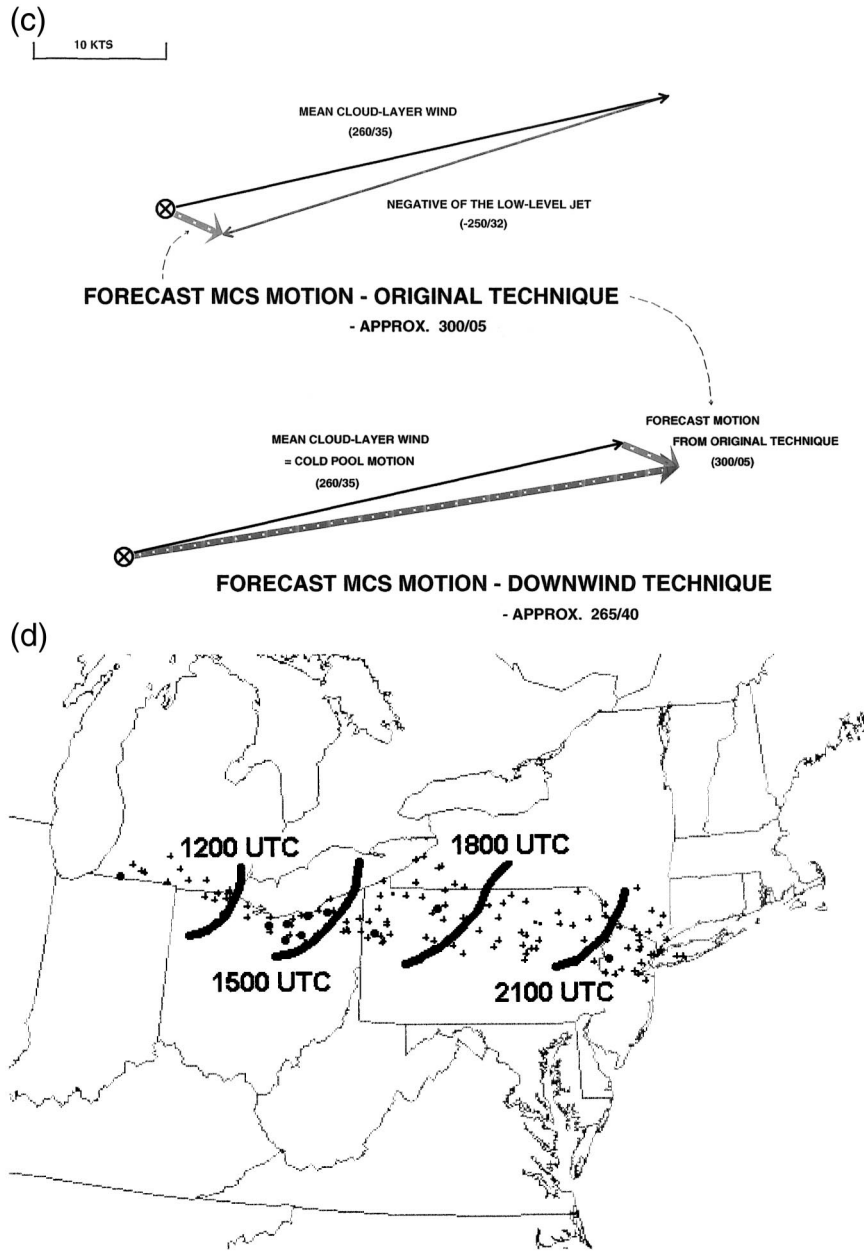 (c)
10 KTS
MEAN CLOUD-LAYER WIND
(260/35)
NEGATIVE OF THE LOW-LEVEL JET
(-250/32)
FORECAST MCS MOTION - ORIGINAL TECHNIQUE
- APPROX. 300/05
FORECAST MOTION
FROM ORIGINAL TECHNIQUE
(300/05)
MEAN CLOUD-LAYER WIND
= COLD POOL MOTION
(260/35)
FORECAST MCS MOTION - DOWNWIND TECHNIQUE
- APPROX. 265/40
(d)
1200 UTC
1800 UTC
1500 UTC
2100 UTC